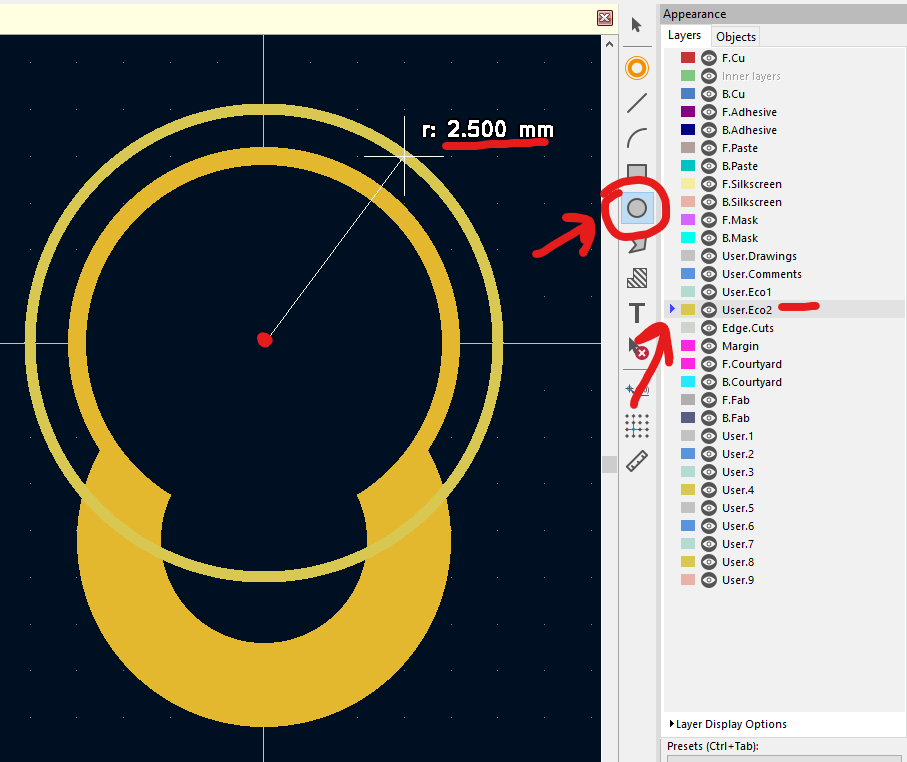 Appearance
Layers Objects
F.Cu
Inner layers
B.Cu
F.Adhesive
B.Adhesive
F.Paste
B.Paste
F.Silkscreen
B.Silkscreen
F.Mask
B.Mask
User.Drawings
User.Comments
User.Eco1
User.Eco2
Edge.Cuts
Margin
F.Courtyard
B.Courtyard
F.Fab
B.Fab
User.1
User.2
User.3
User.4
User.5
User.6
User.7
User.8
User.9
Layer Display Options
Presets (Ctrl+Tab):
r: 2.500 mm
T